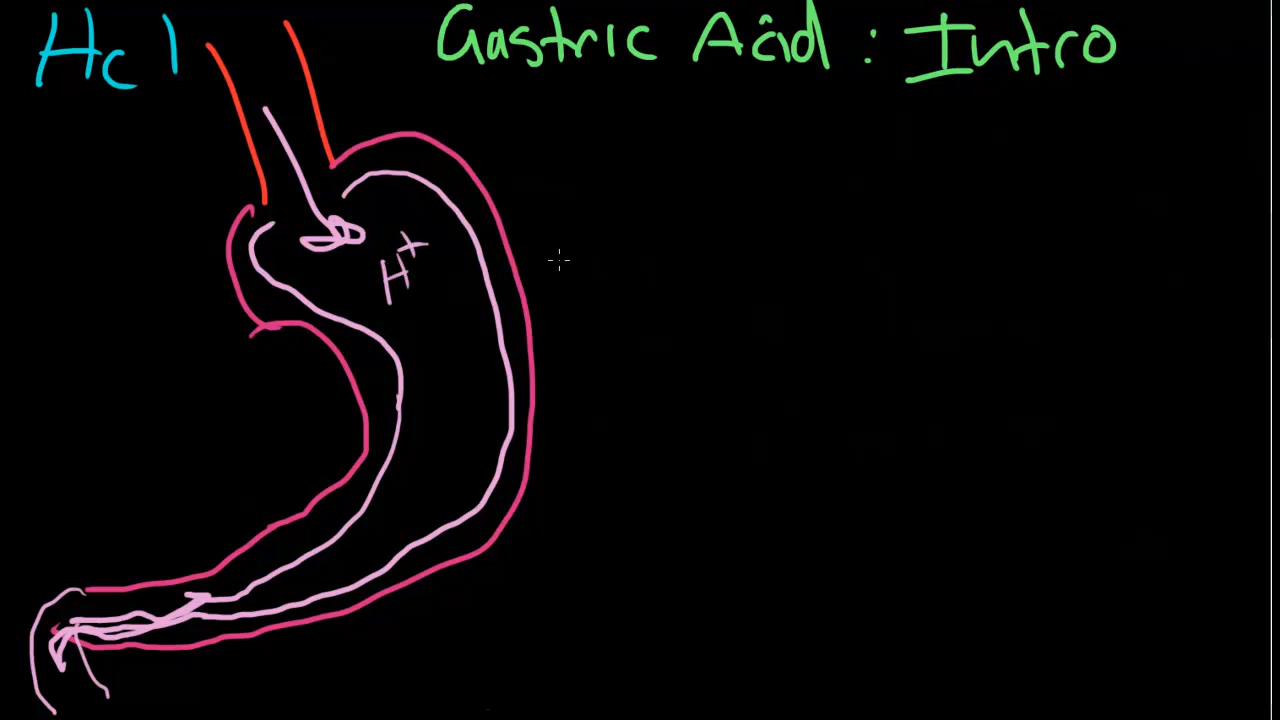 HCl
Gastric Acid : Intro
H+